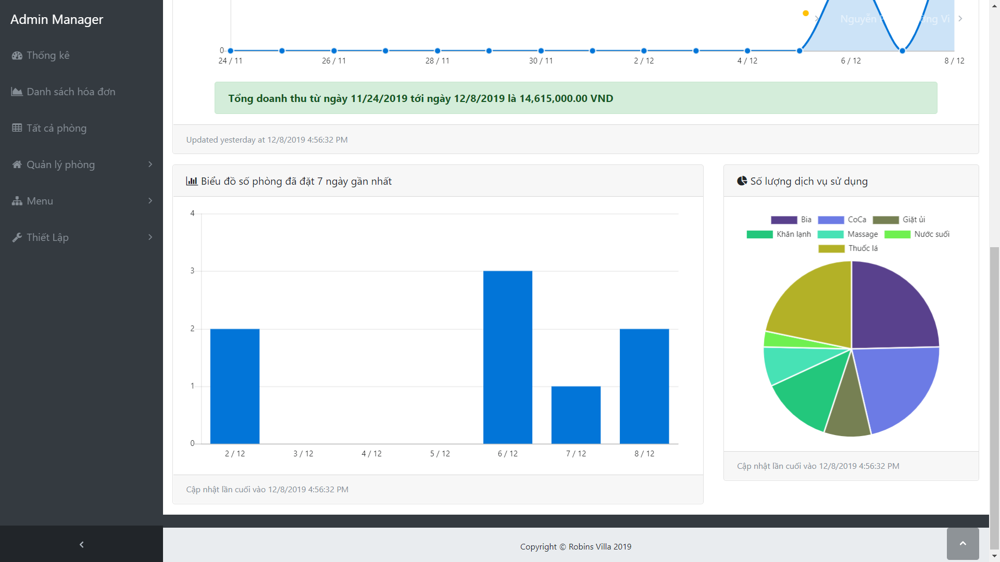 Admin Manager
Thống kê
Danh sách hóa đơn
Tất cả phòng
Quản lý phòng
Menu
Thiết Lập
Nguyễn
Vi
0
24 / 11 26 / 11 28 / 11 30 / 11 2 / 12 4 / 12 6 / 12 8 / 12
Tổng doanh thu từ ngày 11/24/2019 tới ngày 12/8/2019 là 14,615,000.00 VND
Updated yesterday at 12/8/2019 4:56:32 PM
Biểu đồ số phòng đã đặt 7 ngày gần nhất
4
3
2
1
0
2 / 12 3 / 12 4 / 12 5 / 12 6 / 12 7 / 12 8 / 12
Cập nhật lần cuối vào 12/8/2019 4:56:32 PM
Số lượng dịch vụ sử dụng
Bia CoCa Giặt ủi
Khăn lạnh Massage Nước suối
Thuốc lá
Cập nhật lần cuối vào 12/8/2019 4:56:32 PM
Copyright © Robins Villa 2019